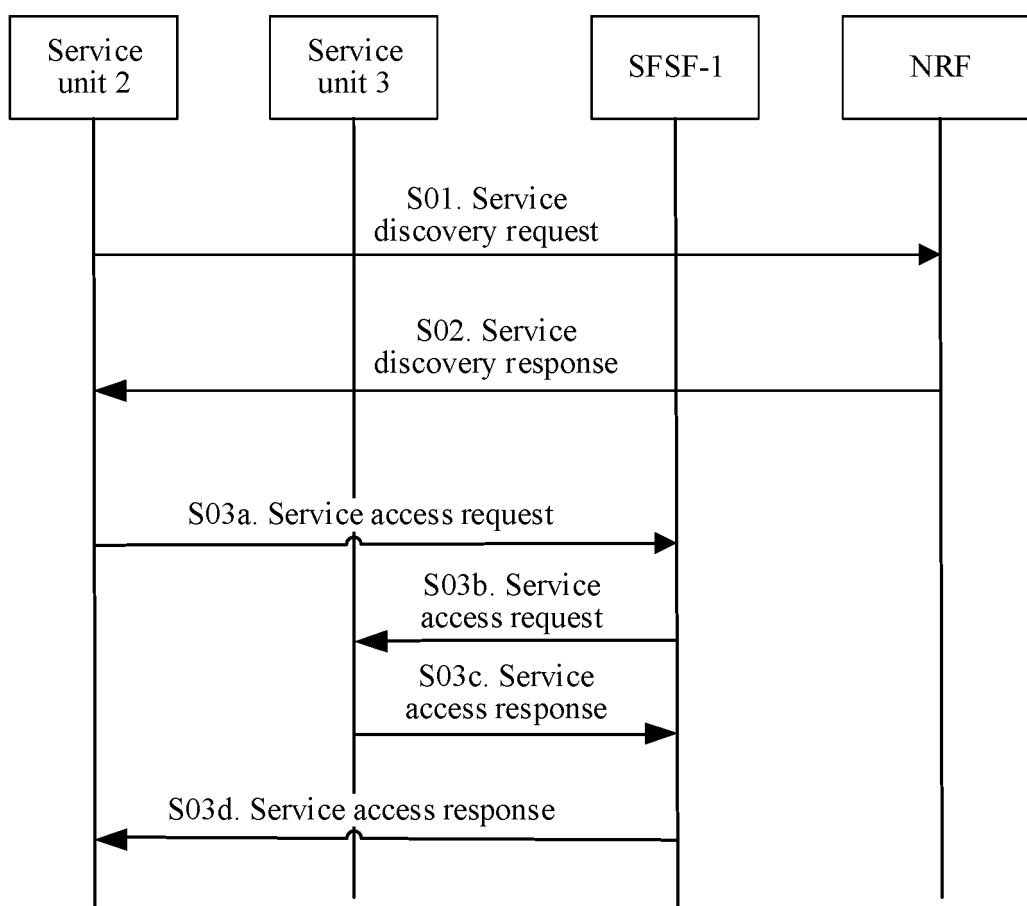 Service
unit 2
Service
unit 3
SFSF-1
NRF
S01. Service
discovery request
S02. Service
discovery response
S03a. Service access request
S03b. Service
access request
S03c. Service
access response
S03d. Service access response